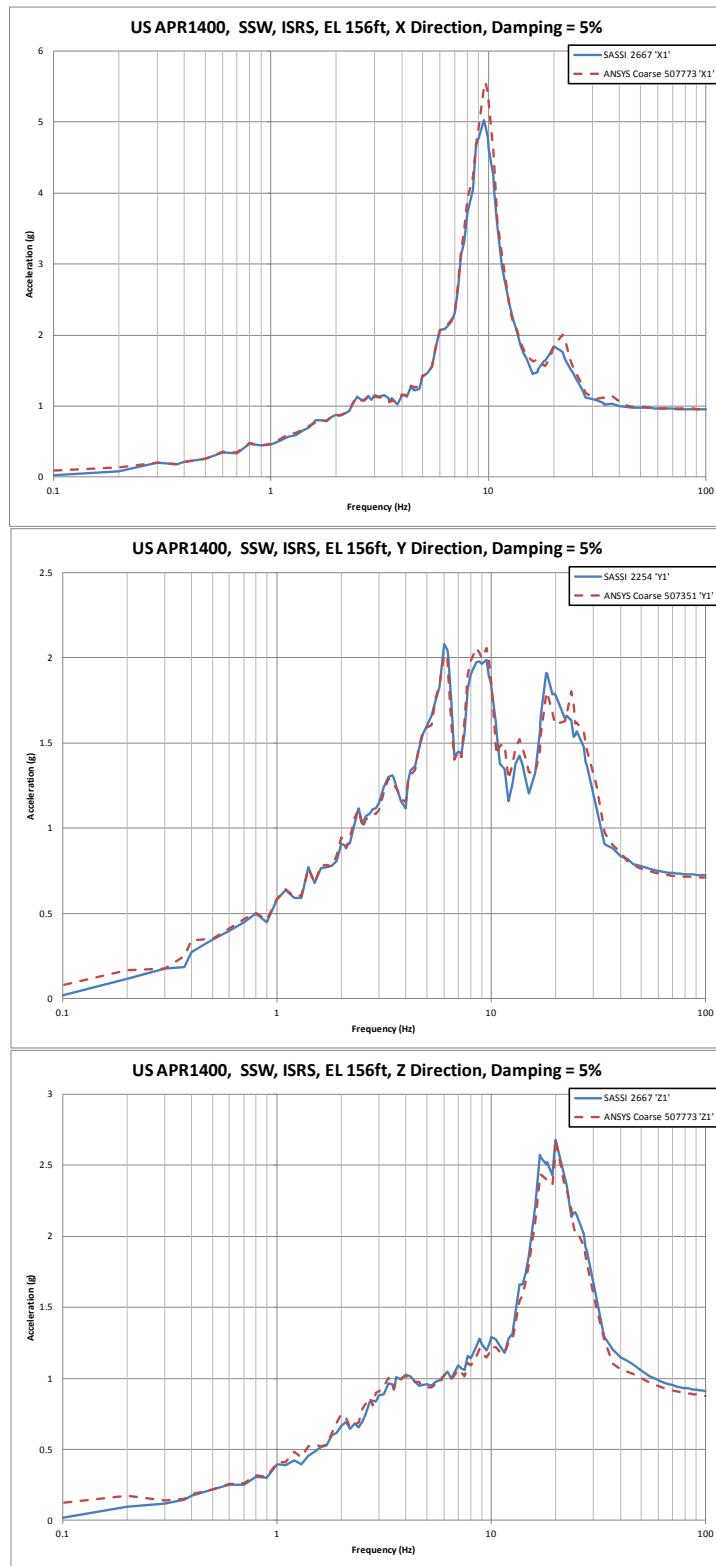 US APR1400, SSW, ISRS, EL 156ft, X Direction, Damping = 5%
SASSI 2667 'X1'
ANSYS Coarse 507773 'X1'
Acceleration (g)
6
5
4
3
2
1
0
0.1
1
10
100
Frequency (Hz)
US APR1400, SSW, ISRS, EL 156ft, Y Direction, Damping = 5%
SASSI 2254 'Y1'
ANSYS Coarse 507351 'Y1'
Acceleration (g)
2.5
2
1.5
1
0.5
0
0.1
1
10
100
Frequency (Hz)
US APR1400, SSW, ISRS, EL 156ft, Z Direction, Damping = 5%
SASSI 2667 'Z1'
ANSYS Coarse 507773 'Z1'
Acceleration (g)
3
2.5
2
1.5
1
0.5
0
0.1
1
10
100
Frequency (Hz)